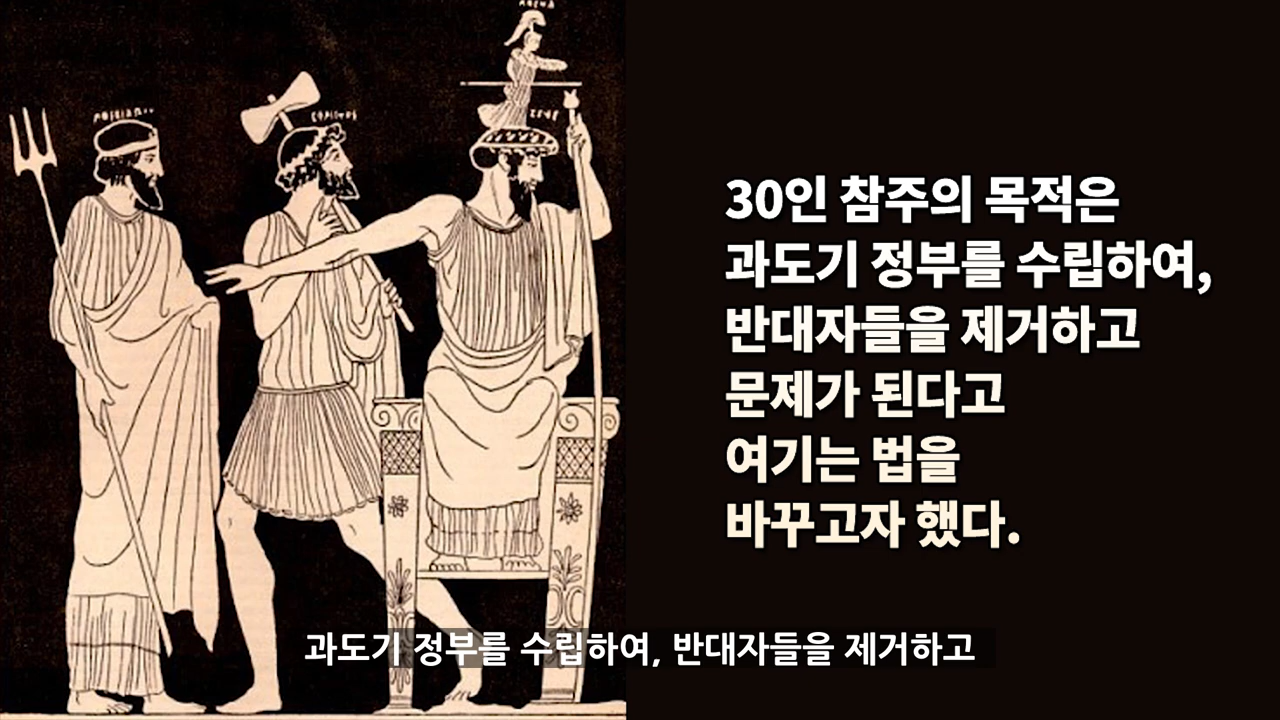 30인 참주의 목적은
과도기 정부를 수립하여,
반대자들을 제거하고
문제가 된다고
여기는 법을
바꾸고자 했다.
과도기 정부를 수립하여, 반대자들을 제거하고